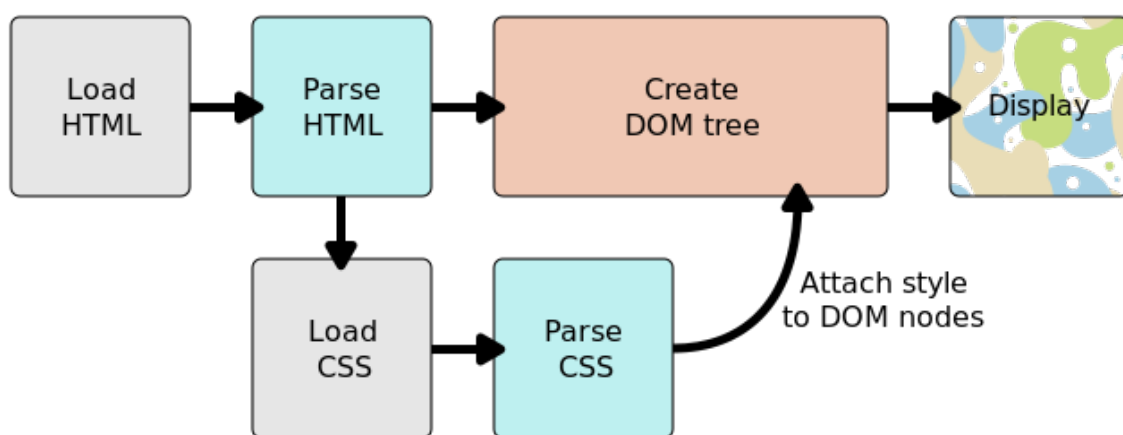 Load
HTML
Parse
HTML
Create
DOM tree
Display
Load
CSS
Parse
CSS
Attach style
to DOM nodes